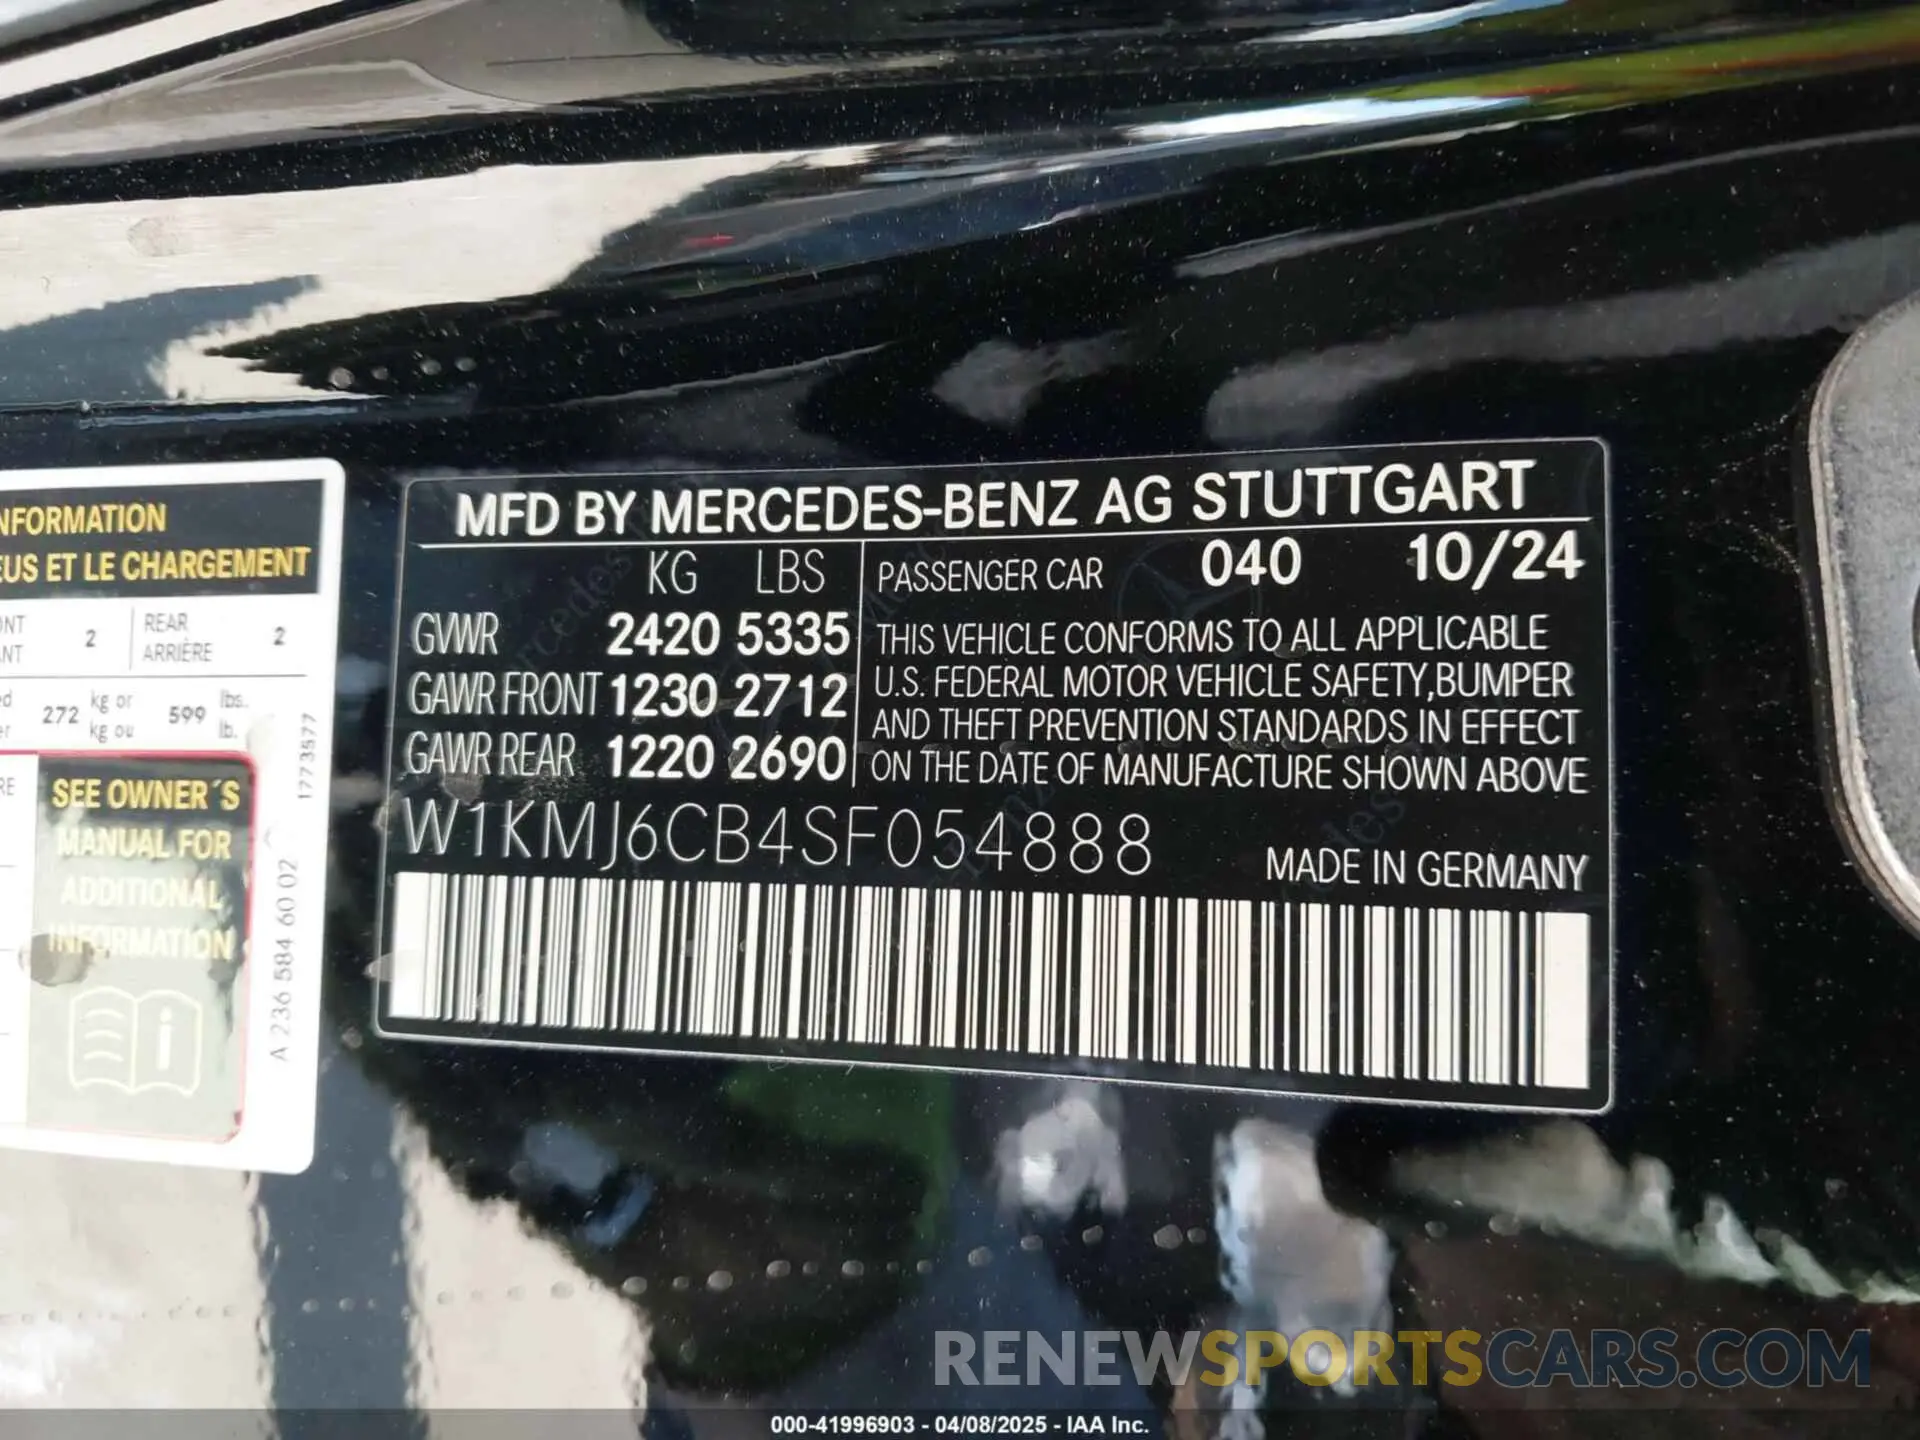 NFORMATION
EUS ET LE CHARGEMENT
2
REAR
ARRIÈRE
2
272
kg or
kg ou
599
lbs.
lb.
SEE OWNER´S
MANUAL FOR
ADDITIONAL
INFORMATION
1773577
A 236 584 60 02
MFD BY MERCEDES-BENZ AG STUTTGART
KG LBS
GVWR 2420 5335
GAWR FRONT 1230 2712
GAWR REAR 1220 2690
PASSENGER CAR 040 10/24
THIS VEHICLE CONFORMS TO ALL APPLICABLE
U.S. FEDERAL MOTOR VEHICLE SAFETY,BUMPER
AND THEFT PREVENTION STANDARDS IN EFFECT
ON THE DATE OF MANUFACTURE SHOWN ABOVE
W1KMJ6CB4SF054888
MADE IN GERMANY
RENEWSPORTSCARS.COM
000-41996903 - 04/08/2025 - IAA Inc.